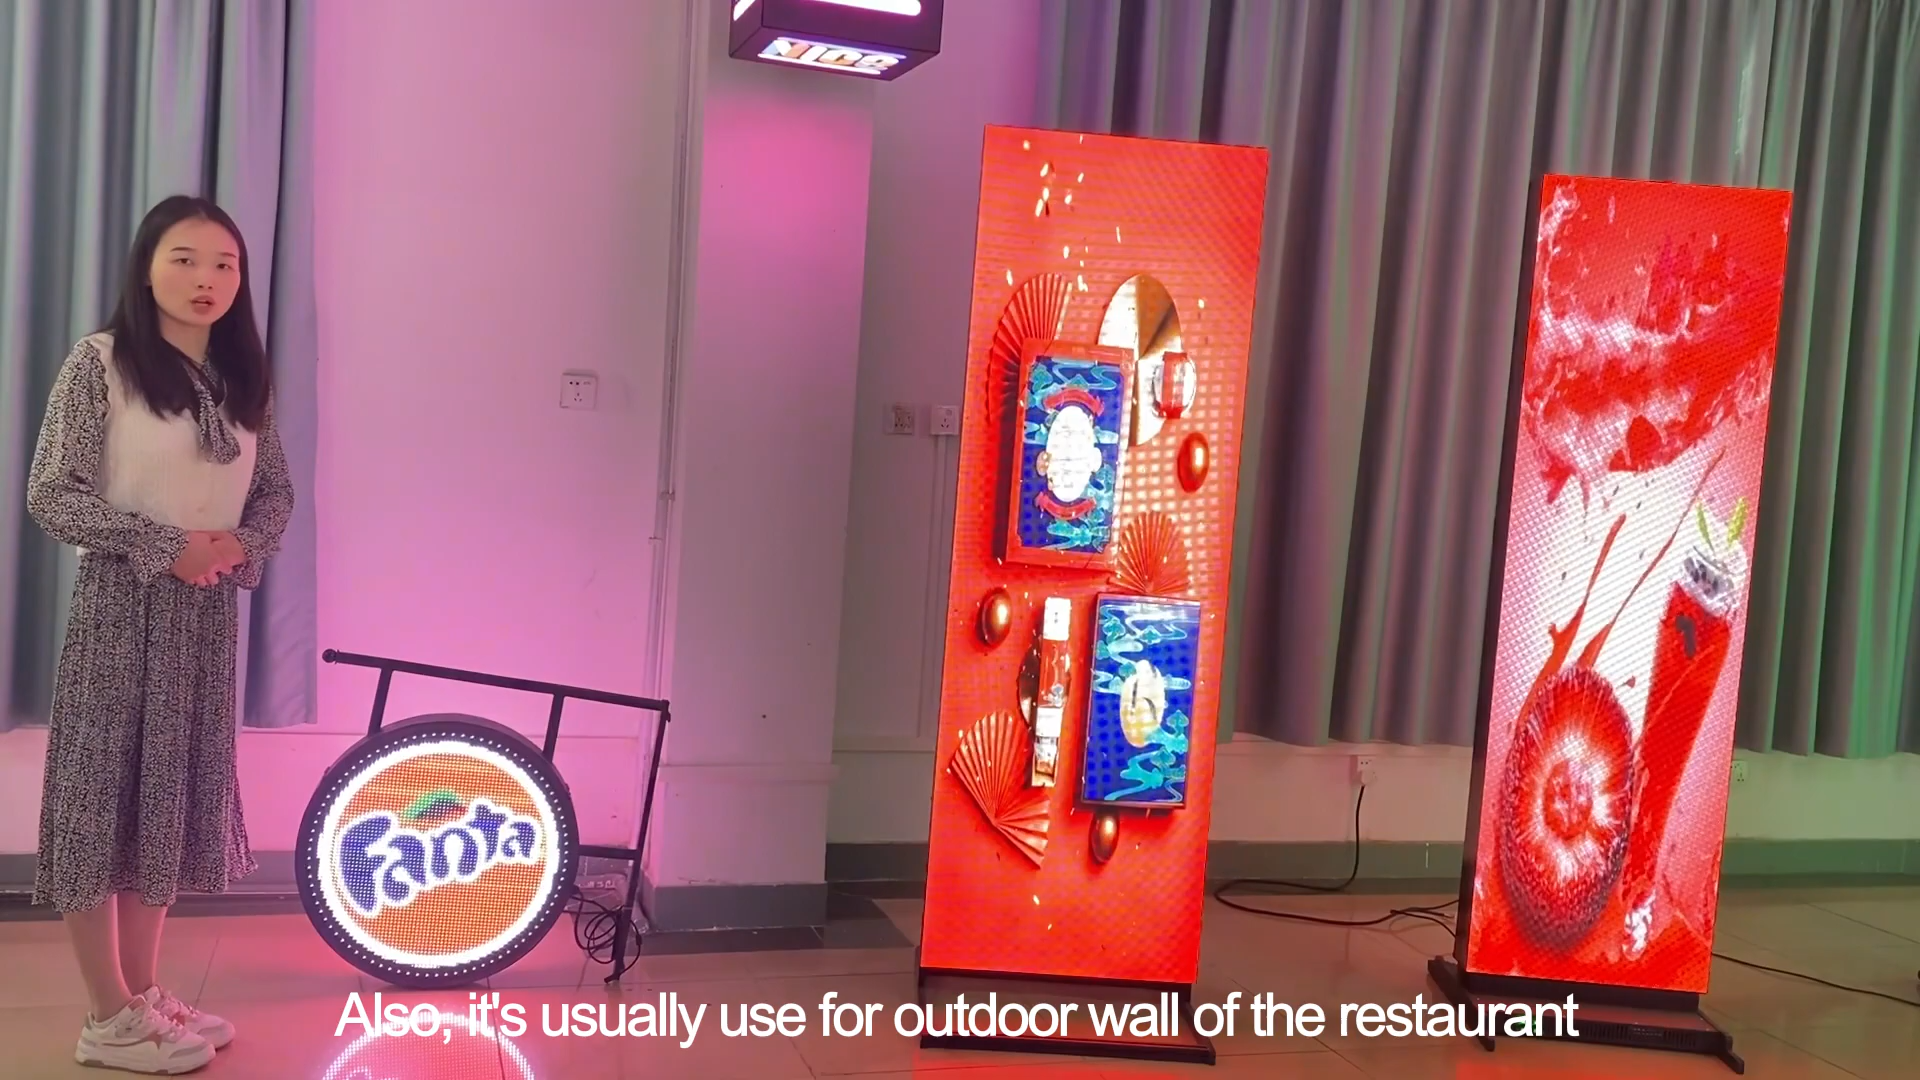 Fanta
Also, it's usually use for outdoor wall of the restaurant